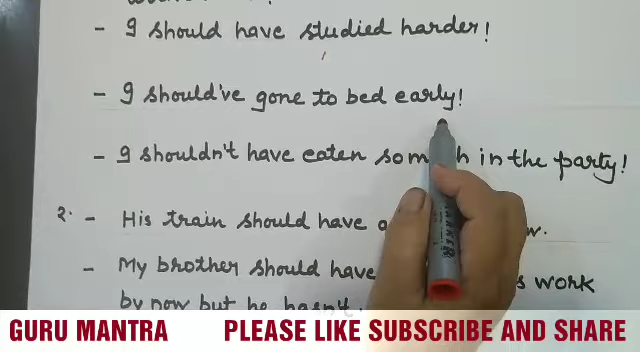 - I should have studied harder!
- I should've gone to bed early!
- I shouldn't have eaten so in the party!
2. - His train should have
- My brother should have work
by now but he hasn't
GURU MANTRA PLEASE LIKE SUBSCRIBE AND SHARE